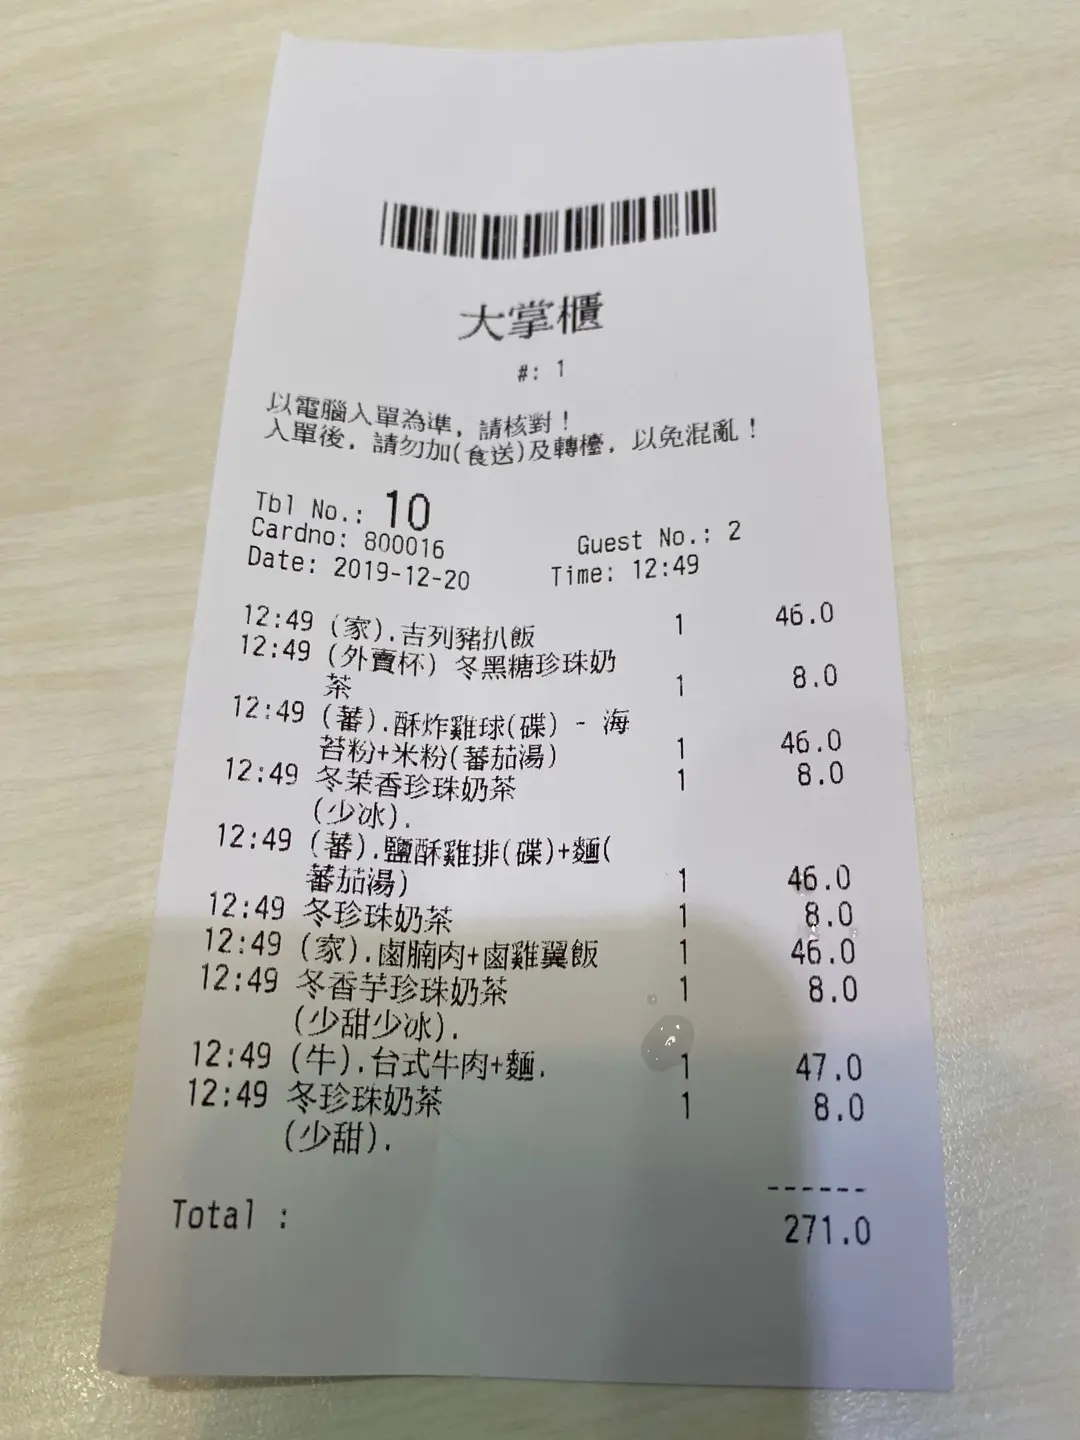 大掌櫃
#: 1
以電腦入單為準，請核對！
入單後，請勿加(食送)及轉檯，以免混亂！
Tbl No.: 10
Cardno: 800016 Guest No.: 2
Date: 2019-12-20 Time: 12:49
12:49 (家).吉列豬扒飯 1 46.0
12:49 (外賣杯) 冬黑糖珍珠奶
茶 1 8.0
12:49 (蕃).酥炸雞球(碟) - 海
苔粉+米粉(蕃茄湯) 1 46.0
12:49 冬茉香珍珠奶茶 1 8.0
(少冰).
12:49 (蕃).鹽酥雞排(碟)+麵(
蕃茄湯) 1 46.0
12:49 冬珍珠奶茶 1 8.0
12:49 (家).鹵腩肉+鹵雞翼飯 1 46.0
12:49 冬香芋珍珠奶茶 1 8.0
(少甜少冰).
12:49 (牛).台式牛肉+麵. 1 47.0
12:49 冬珍珠奶茶 1 8.0
(少甜).
------
Total : 271.0